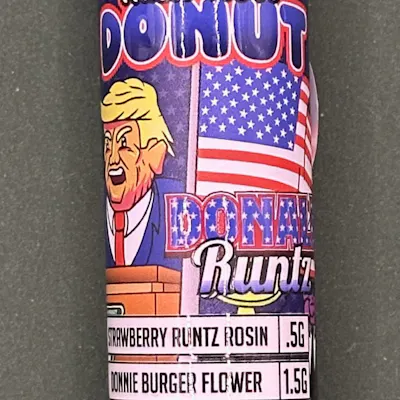 DONUT
DONAL
Runtz
STRAWBERRY RUNTZ ROSIN .5G
DONNIE BURGER FLOWER 1.5G